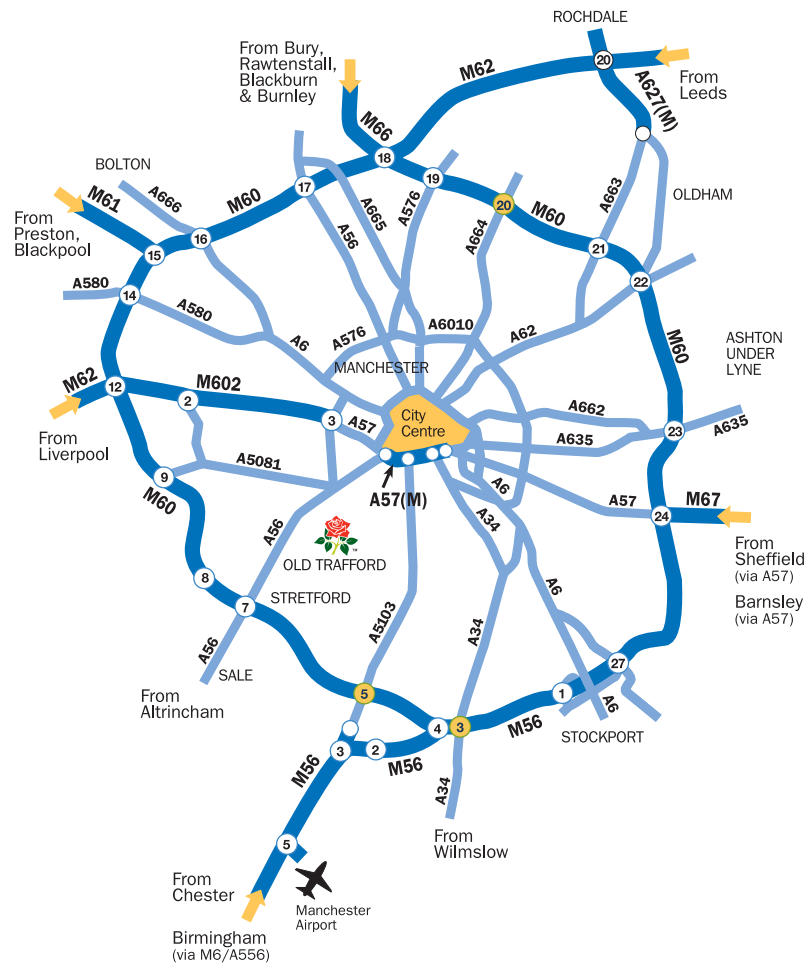 ROCHDALE
From Bury,
Rawtenstall,
Blackburn
& Burnley
M62
20
From
Leeds
A627(M)
M66
18
19
20
M60
A576
A664
A663
OLDHAM
BOLTON
A666
M60
17
A56
A665
M61
From
Preston,
Blackpool
15
16
21
22
14
A580
A580
A6
A576
A6010
A62
M60
ASHTON
UNDER
LYNE
MANCHESTER
M62
12
M602
2
3
A57
City
Centre
A662
A635
23
A635
From
Liverpool
9
A5081
M60
A57(M)
A6
A34
A57
24
M67
From
Sheffield
(via A57)
Barnsley
(via A57)
A56
TM
OLD TRAFFORD
8
7
STRETFORD
A5103
A34
A6
A56
SALE
From
Altrincham
5
4
3
M56
1
27
A6
STOCKPORT
3
2
M56
M56
A34
From
Wilmslow
5
From
Chester
Manchester
Airport
Birmingham
(via M6/A556)